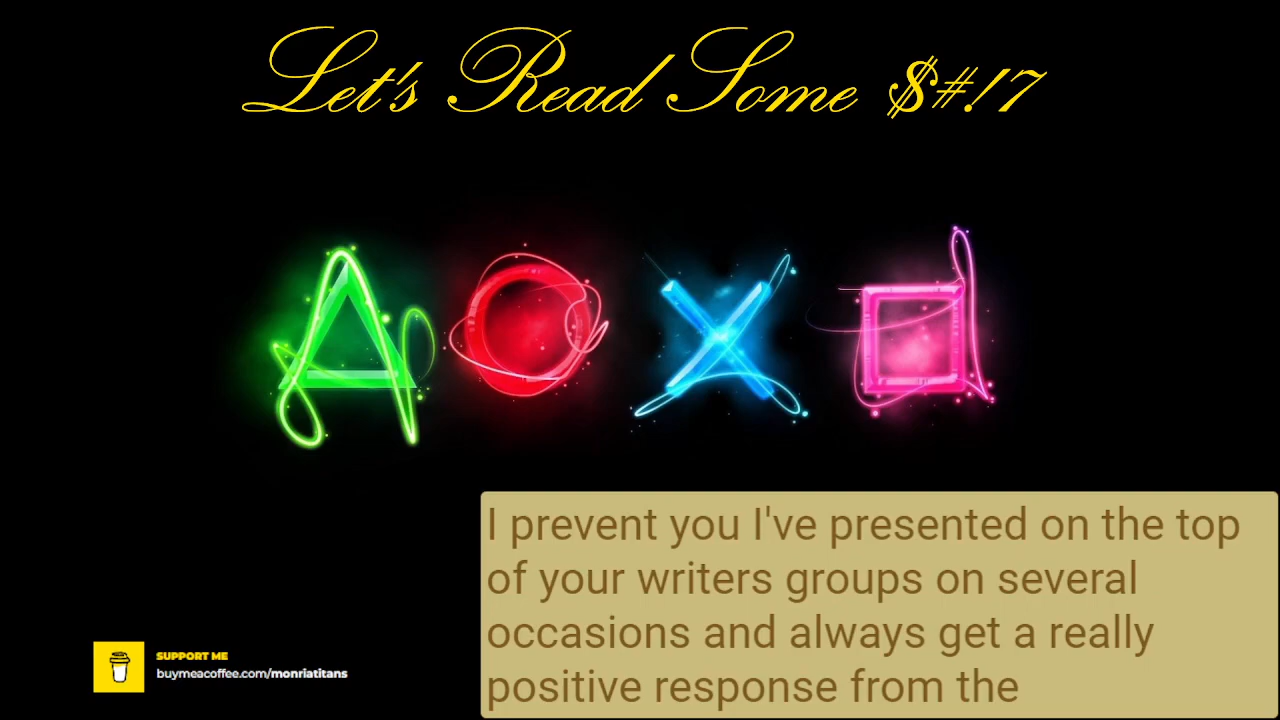 Let's Read Some $#!7
I prevent you I've presented on the top
of your writers groups on several
occasions and always get a really
positive response from the
SUPPORT ME
buymeacoffee.com/monriatitans